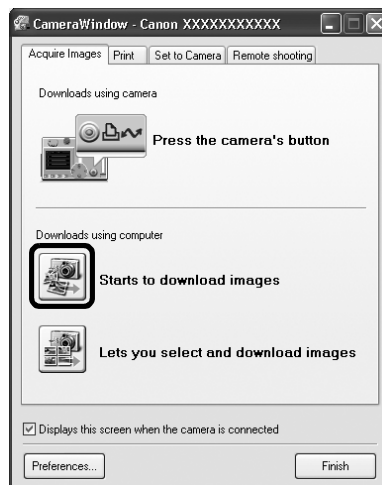 CameraWindow - Canon XXXXXXXXXXX
Acquire Images Print Set to Camera Remote shooting
Downloads using camera
Press the camera's button
Downloads using computer
Starts to download images
Lets you select and download images
Displays this screen when the camera is connected
Preferences... Finish